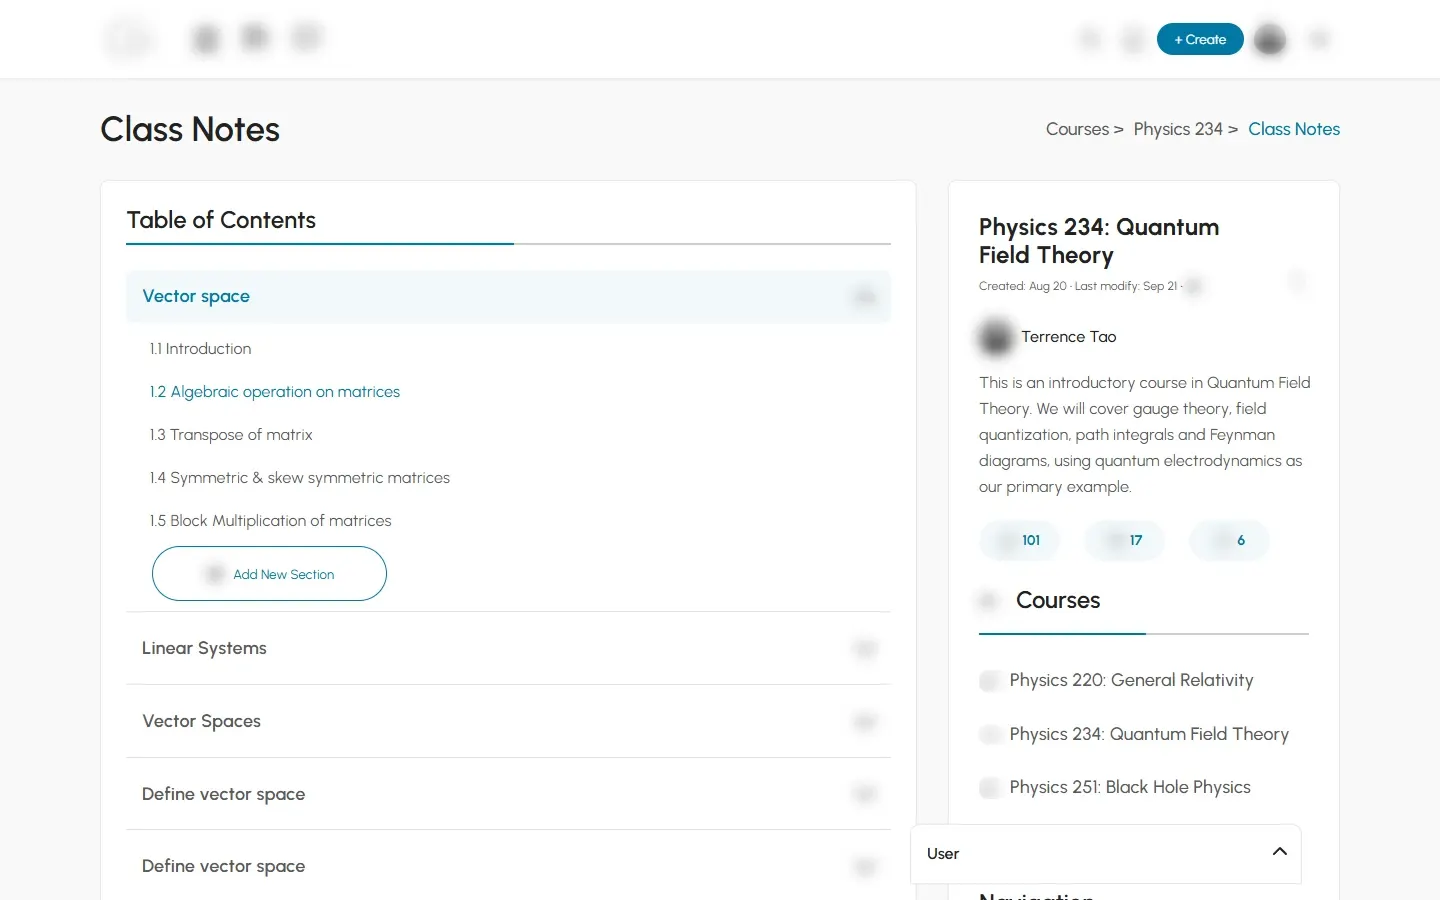 + Create
Class Notes
Courses > Physics 234 > Class Notes
Table of Contents
Vector space
1.1 Introduction
1.2 Algebraic operation on matrices
1.3 Transpose of matrix
1.4 Symmetric & skew symmetric matrices
1.5 Block Multiplication of matrices
Add New Section
Linear Systems
Vector Spaces
Define vector space
Define vector space
Physics 234: Quantum
Field Theory
Created: Aug 20 · Last modify: Sep 21 ·
Terrence Tao
This is an introductory course in Quantum Field
Theory. We will cover gauge theory, field
quantization, path integrals and Feynman
diagrams, using quantum electrodynamics as
our primary example.
101 17 6
Courses
Physics 220: General Relativity
Physics 234: Quantum Field Theory
Physics 251: Black Hole Physics
User
Navigation